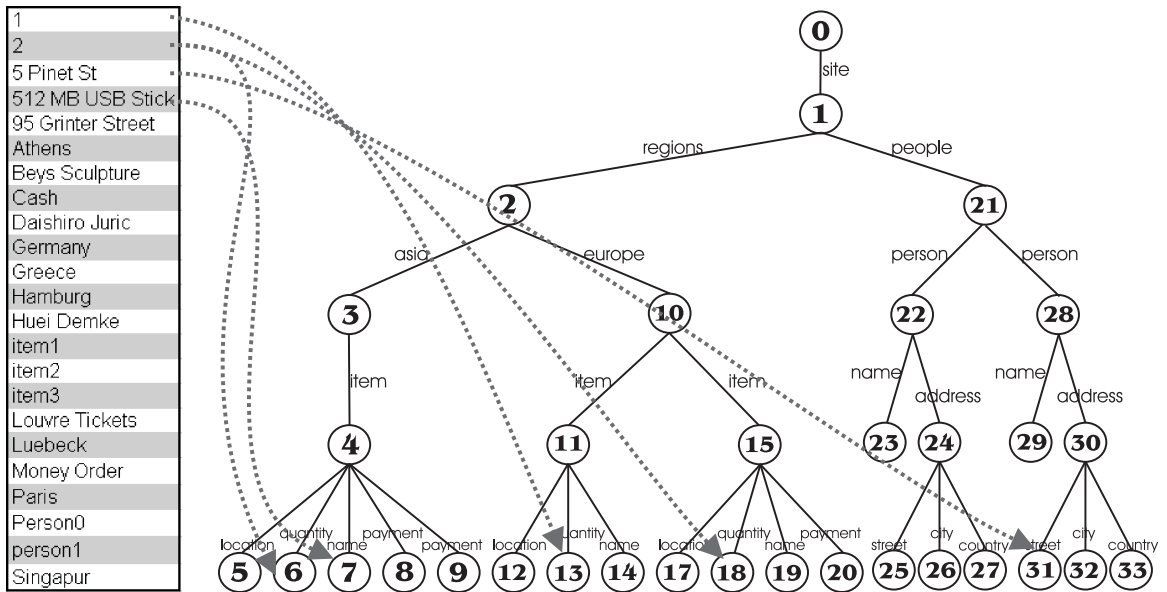 1
2
5 Pinet St
512 MB USB Stick
95 Grinter Street
Athens
Beys Sculpture
Cash
Daishiro Juric
Germany
Greece
Hamburg
Huei Demke
item1
item2
item3
Louvre Tickets
Luebeck
Money Order
Paris
Person0
person1
Singapur
0
site
1
regions people
2 21
asia europe person person
3 10 22 28
item item item name address name address
4 11 15 23 24 29 30
location quantity name payment payment location uantity name location quantity name payment street city country street city country
5 6 7 8 9 12 13 14 17 18 19 20 25 26 27 31 32 33